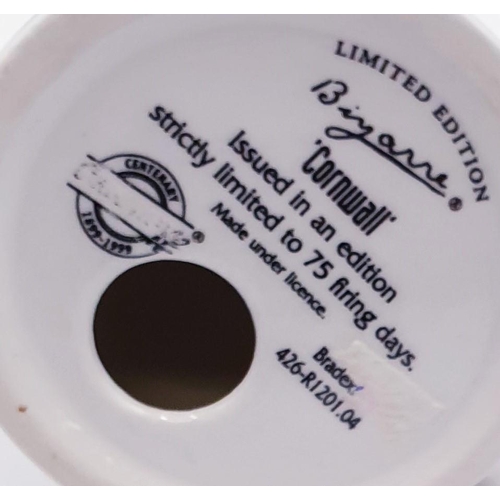 LIMITED EDITION
Bizarre®
'Cornwall'
Issued in an edition
strictly limited to 75 firing days.
Made under licence.
CENTENARY
1899-1999
®
Bradex
426-R1201.04